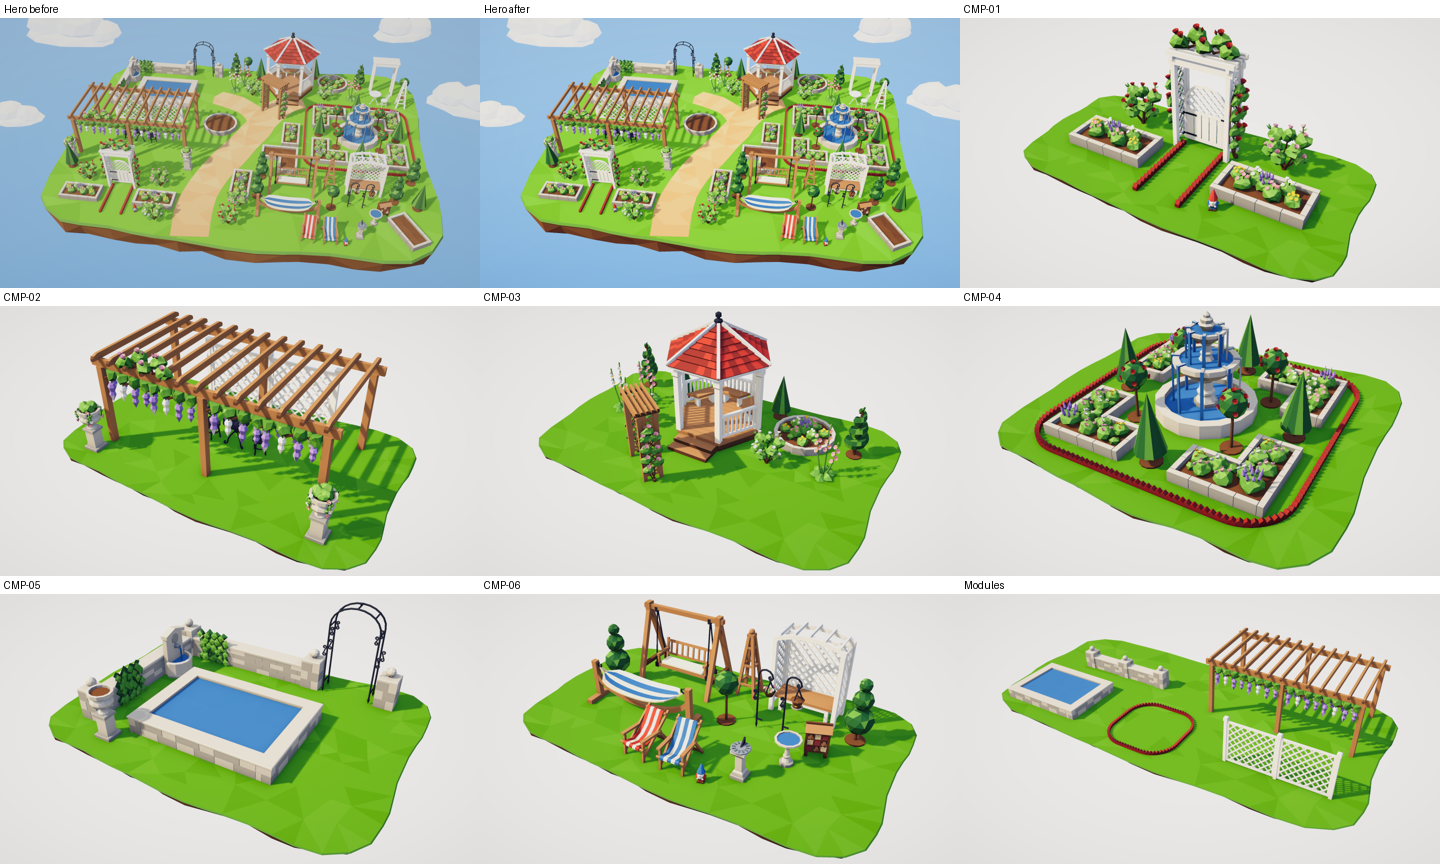 Hero before
Hero after
CMP-01
CMP-02
CMP-03
CMP-04
CMP-05
CMP-06
Modules